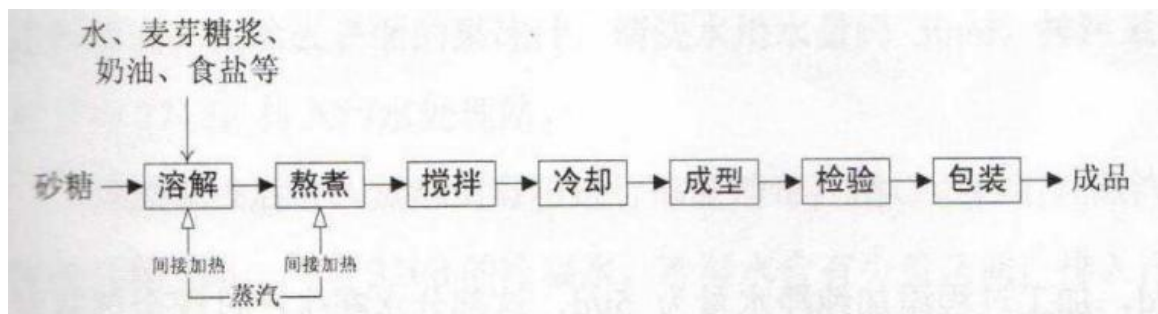 水、麦芽糖浆、
奶油、食盐等
砂糖 溶解 熬煮 搅拌 冷却 成型 检验 包装 成品
间接加热 间接加热
蒸汽